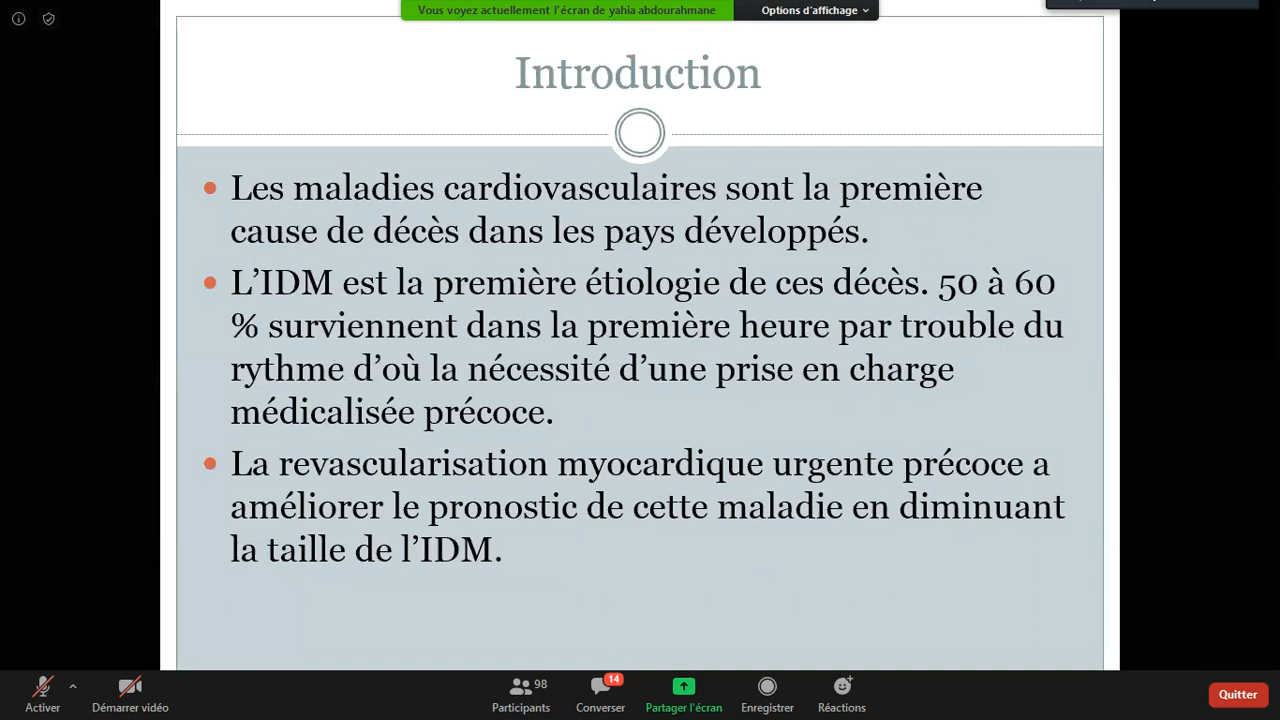 Vous voyez actuellement l'écran de yahia abdourahmane
Options d'affichage
Introduction
Les maladies cardiovasculaires sont la première
cause de décès dans les pays développés.
L'IDM est la première étiologie de ces décès. 50 à 60
% surviennent dans la première heure par trouble du
rythme d'où la nécessité d'une prise en charge
médicalisée précoce.
La revascularisation myocardique urgente précoce a
améliorer le pronostic de cette maladie en diminuant
la taille de l'IDM.
98
14
Activer
Démarrer vidéo
Participants
Converser
Partager l'écran
Enregistrer
Réactions
Quitter